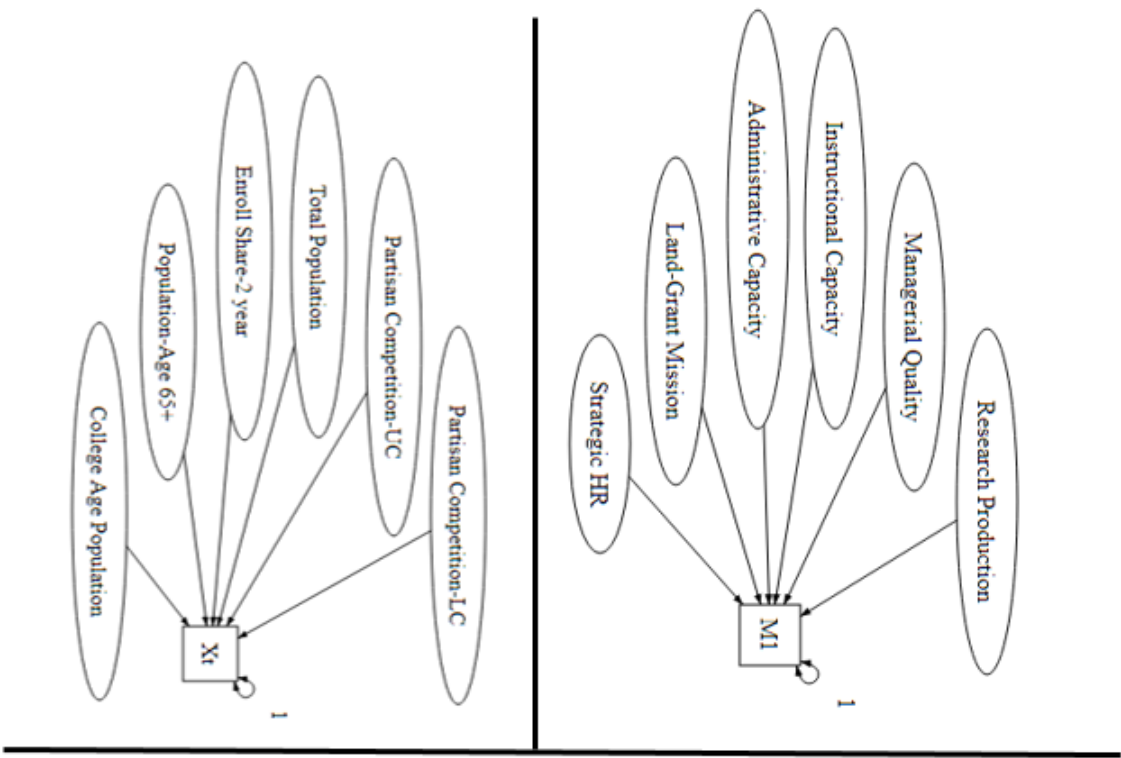 Partisan Competition-LC
Partisan Competition-UC
Total Population
Enroll Share-2 year
Population-Age 65+
College Age Population
Xt
1
Research Production
Managerial Quality
Instructional Capacity
Administrative Capacity
Land-Grant Mission
Strategic HR
M1
1